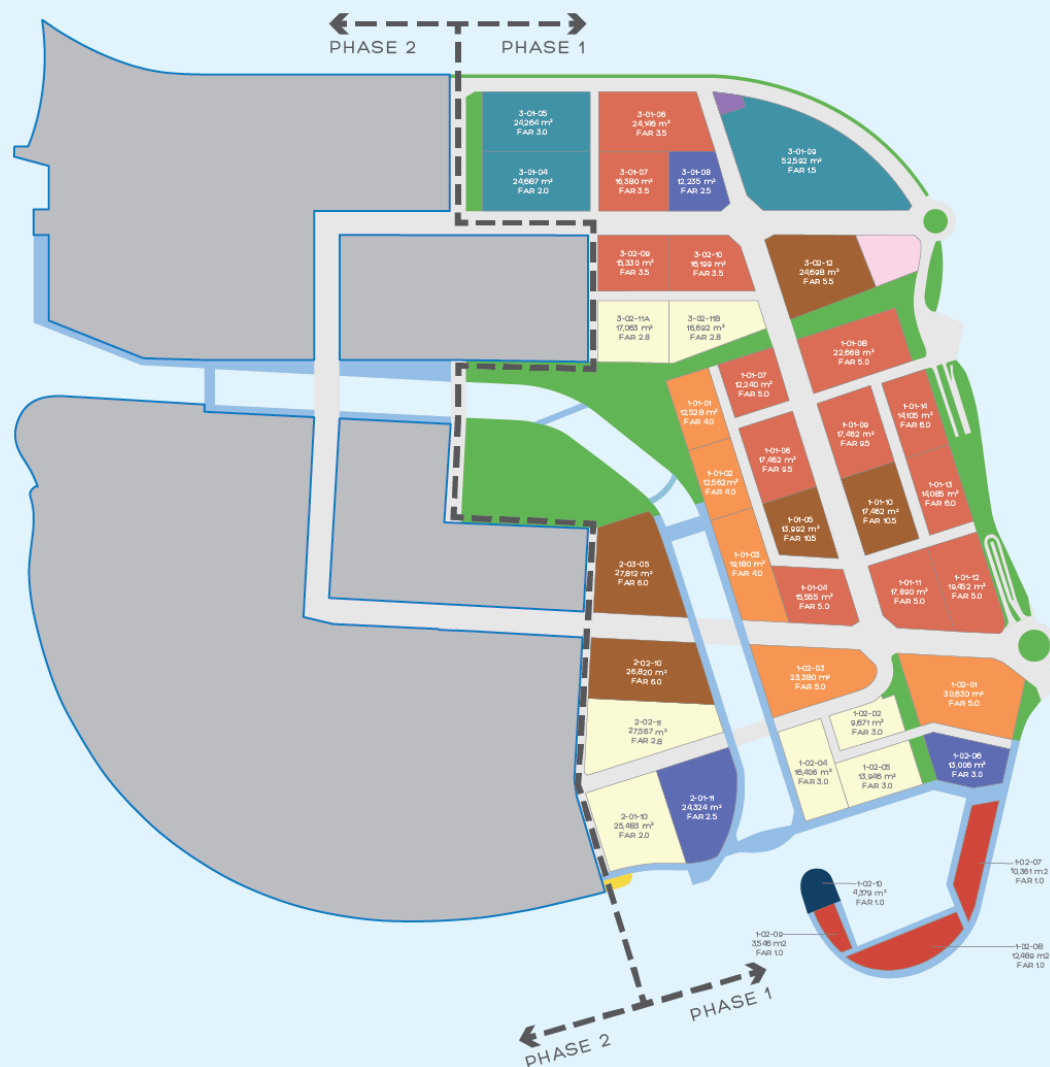 PHASE 2
PHASE 1
3-01-05
24,264 m²
FAR 3.0
3-01-06
24,146 m²
FAR 3.5
3-01-09
52,592 m²
FAR 1.5
3-01-04
24,687 m²
FAR 2.0
3-01-07
16,380 m²
FAR 3.5
3-01-08
12,235 m²
FAR 2.5
3-02-09
15,330 m²
FAR 3.5
3-02-10
16,199 m²
FAR 3.5
3-02-12
24,698 m²
FAR 5.5
3-02-11A
17,063 m²
FAR 2.8
3-02-11B
16,692 m²
FAR 2.8
1-01-08
22,668 m²
FAR 5.0
1-01-07
12,240 m²
FAR 5.0
1-01-01
12,528 m²
FAR 4.0
1-01-14
14,105 m²
FAR 6.0
1-01-09
17,462 m²
FAR 9.5
1-01-06
17,462 m²
FAR 9.5
1-01-02
12,562 m²
FAR 4.0
1-01-13
14,085 m²
FAR 6.0
1-01-10
17,462 m²
FAR 10.5
1-01-05
13,992 m²
FAR 10.5
1-01-03
19,180 m²
FAR 4.0
2-03-05
27,812 m²
FAR 6.0
1-01-04
15,555 m²
FAR 5.0
1-01-11
17,890 m²
FAR 5.0
1-01-12
19,452 m²
FAR 5.0
2-02-10
26,820 m²
FAR 6.0
1-02-03
23,380 m²
FAR 5.0
1-02-01
30,630 m²
FAR 5.0
2-02-11
27,567 m²
FAR 2.8
1-02-02
9,671 m²
FAR 3.0
1-02-04
16,406 m²
FAR 3.0
1-02-05
13,946 m²
FAR 3.0
1-02-06
13,006 m²
FAR 3.0
2-01-10
25,483 m²
FAR 2.0
2-01-11
24,324 m²
FAR 2.5
1-02-07
10,361 m2
FAR 1.0
1-02-10
4,379 m²
FAR 1.0
1-02-09
3,546 m2
FAR 1.0
1-02-08
12,489 m2
FAR 1.0
PHASE 1
PHASE 2